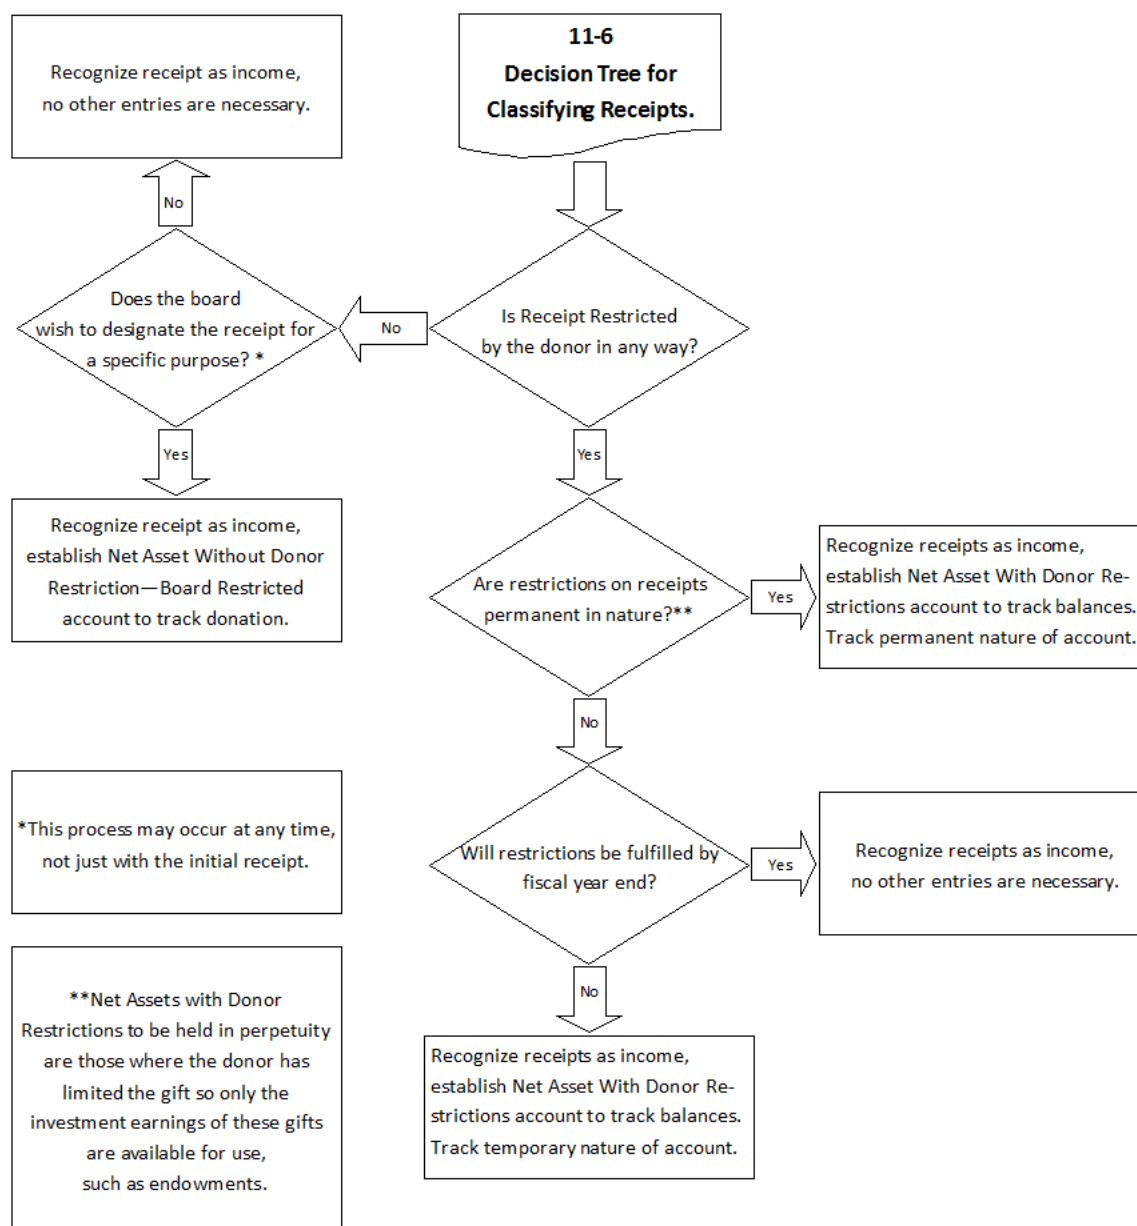 11-6
Decision Tree for
Classifying Receipts.
Recognize receipt as income,
no other entries are necessary.
No
Does the board
wish to designate the receipt for
a specific purpose? *
No
Is Receipt Restricted
by the donor in any way?
Yes
Yes
Recognize receipt as income,
establish Net Asset Without Donor
Restriction—Board Restricted
account to track donation.
Are restrictions on receipts
permanent in nature?**
Yes
Recognize receipts as income,
establish Net Asset With Donor Re-
strictions account to track balances.
Track permanent nature of account.
No
*This process may occur at any time,
not just with the initial receipt.
Will restrictions be fulfilled by
fiscal year end?
Yes
Recognize receipts as income,
no other entries are necessary.
No
**Net Assets with Donor
Restrictions to be held in perpetuity
are those where the donor has
limited the gift so only the
investment earnings of these gifts
are available for use,
such as endowments.
Recognize receipts as income,
establish Net Asset With Donor Re-
strictions account to track balances.
Track temporary nature of account.